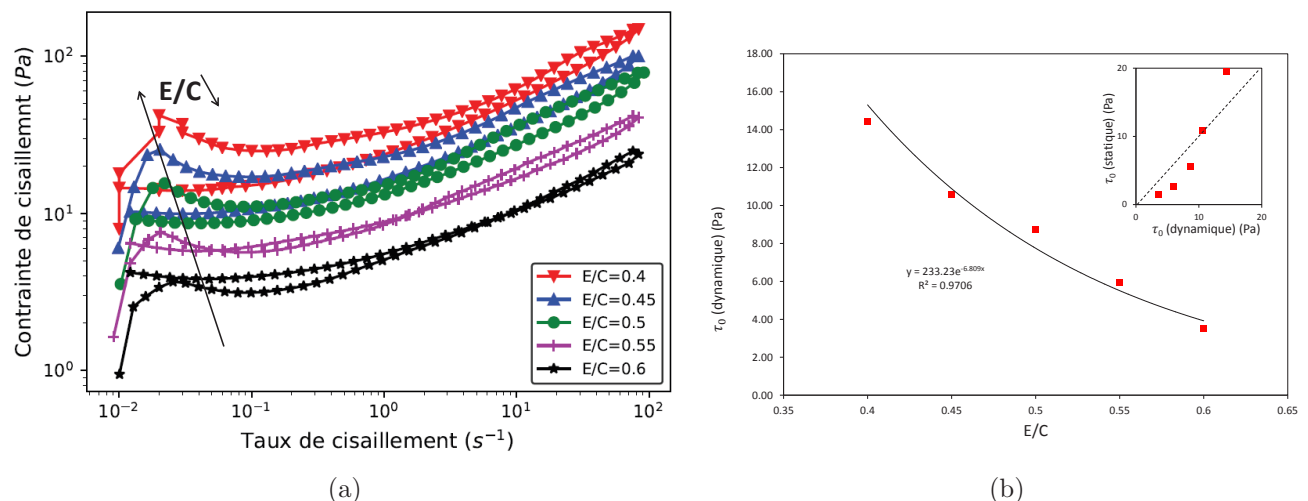 10²
10¹
10⁰
Contrainte de cisaillemnt (Pa)
E/C
E/C=0.4
E/C=0.45
E/C=0.5
E/C=0.55
E/C=0.6
10⁻² 10⁻¹ 10⁰ 10¹ 10²
Taux de cisaillement (s⁻¹)
(a)
18.00
16.00
14.00
12.00
10.00
8.00
6.00
4.00
2.00
0.00
τ₀ (dynamique) (Pa)
y = 233.23e^-6.809x
R² = 0.9706
0.35 0.4 0.45 0.5 0.55 0.6 0.65
E/C
20
10
0
τ₀ (statique) (Pa)
0 20
τ₀ (dynamique) (Pa)
(b)